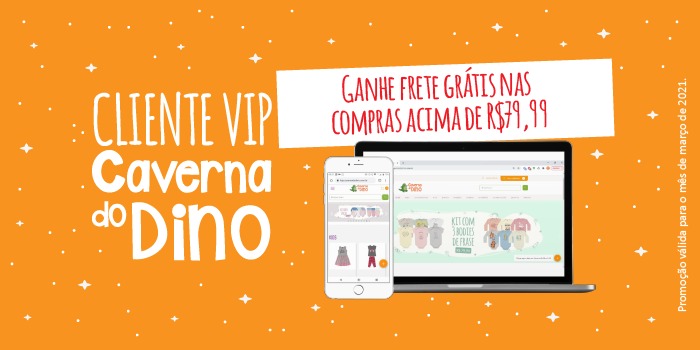 CLIENTE VIP
Caverna
do Dino
GANHE FRETE GRÁTIS NAS
COMPRAS ACIMA DE R$79,99
KIT COM
3 BODIES
DE FRASE
Promoção válida para o mês de março de 2021.